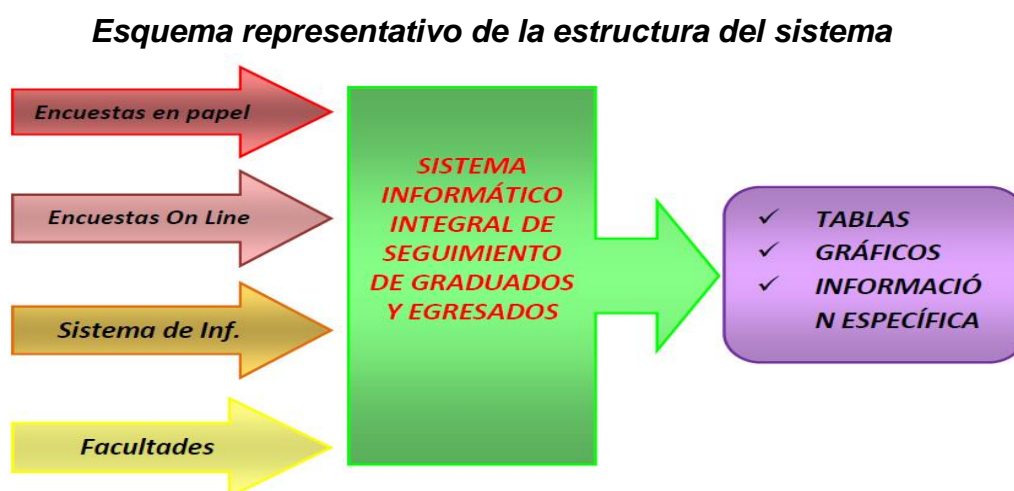 Esquema representativo de la estructura del sistema
Encuestas en papel
Encuestas On Line
Sistema de Inf.
Facultades
SISTEMA
INFORMÁTICO
INTEGRAL DE
SEGUIMIENTO
DE GRADUADOS
Y EGRESADOS
✓ TABLAS
✓ GRÁFICOS
✓ INFORMACIÓ
N ESPECÍFICA